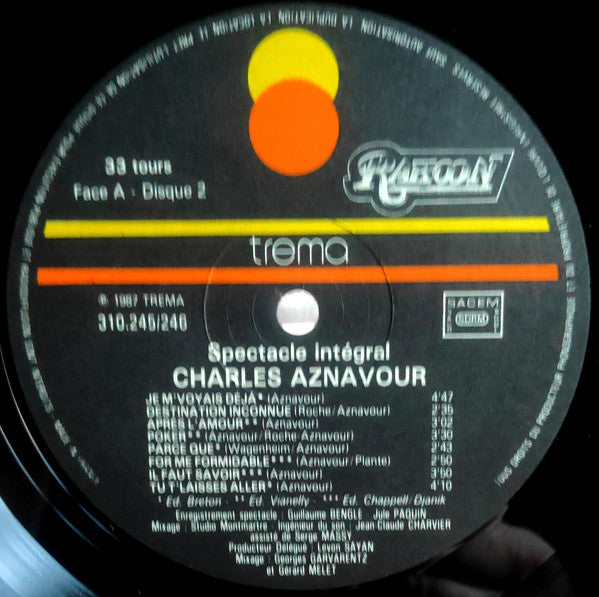 33 tours
Face A - Disque 2
RAKOON
trema
℗ 1987 TREMA
310.245/246
SACEM
SDRM
Spectacle intégral
CHARLES AZNAVOUR
JE M'VOYAIS DÉJÀ* (Aznavour) 4'47
DESTINATION INCONNUE (Roche/Aznavour) 2'35
APRÈS L'AMOUR** (Aznavour) 3'02
POKER** (Aznavour/Roche Aznavour) 2'30
PARCE QUE* (Wagenheim/Aznavour) 2'43
FOR ME FORMIDABLE*** (Aznavour/Plante) 2'50
IL FAUT SAVOIR*** (Aznavour) 3'50
TU T'LAISSES ALLER* (Aznavour) 4'10
* Ed. Breton - ** Ed. Vianelly - *** Ed. Chappell/Djanik
Enregistrement spectacle : Guillaume BENGLE - Jule PAQUIN
Mixage : Studio Montmartre - Ingénieur du son : Jean-Claude CHARVIER
assisté de Serge MASSY
Producteur Délégué : Levon SAYAN
Mixage : Georges GARVARENTZ
et Gérard MELET